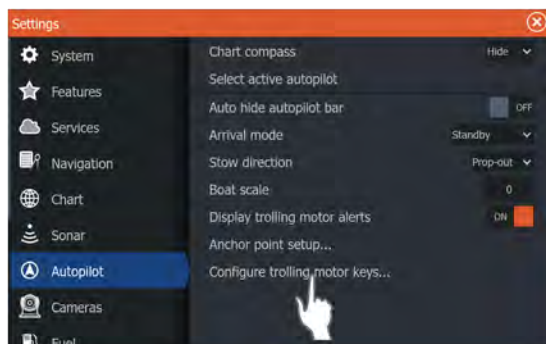 Settings
System
Features
Services
Navigation
Chart
Sonar
Autopilot
Cameras
Fuel
Chart compass Hide
Select active autopilot
Auto hide autopilot bar OFF
Arrival mode Standby
Stow direction Prop-out
Boat scale 0
Display trolling motor alerts ON
Anchor point setup...
Configure trolling motor keys...